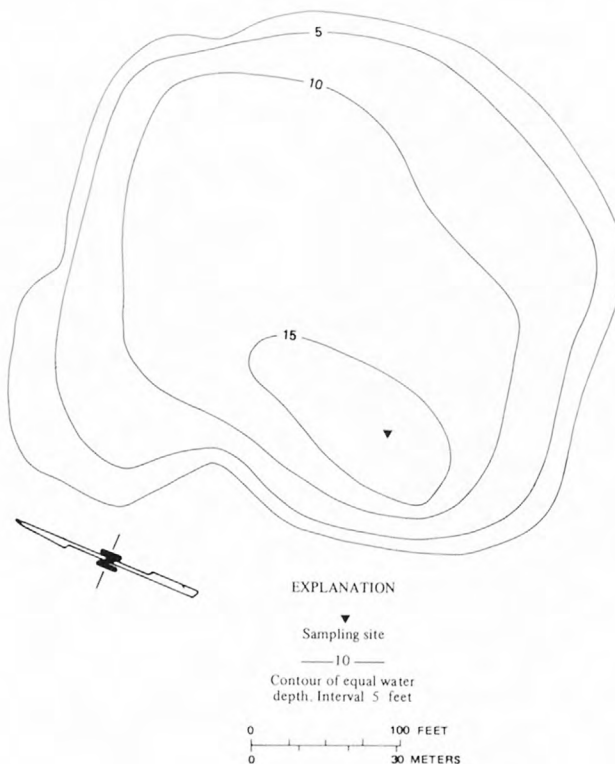 5
10
15
N
EXPLANATION
Sampling site
10
Contour of equal water
depth. Interval 5 feet
0 100 FEET
0 30 METERS